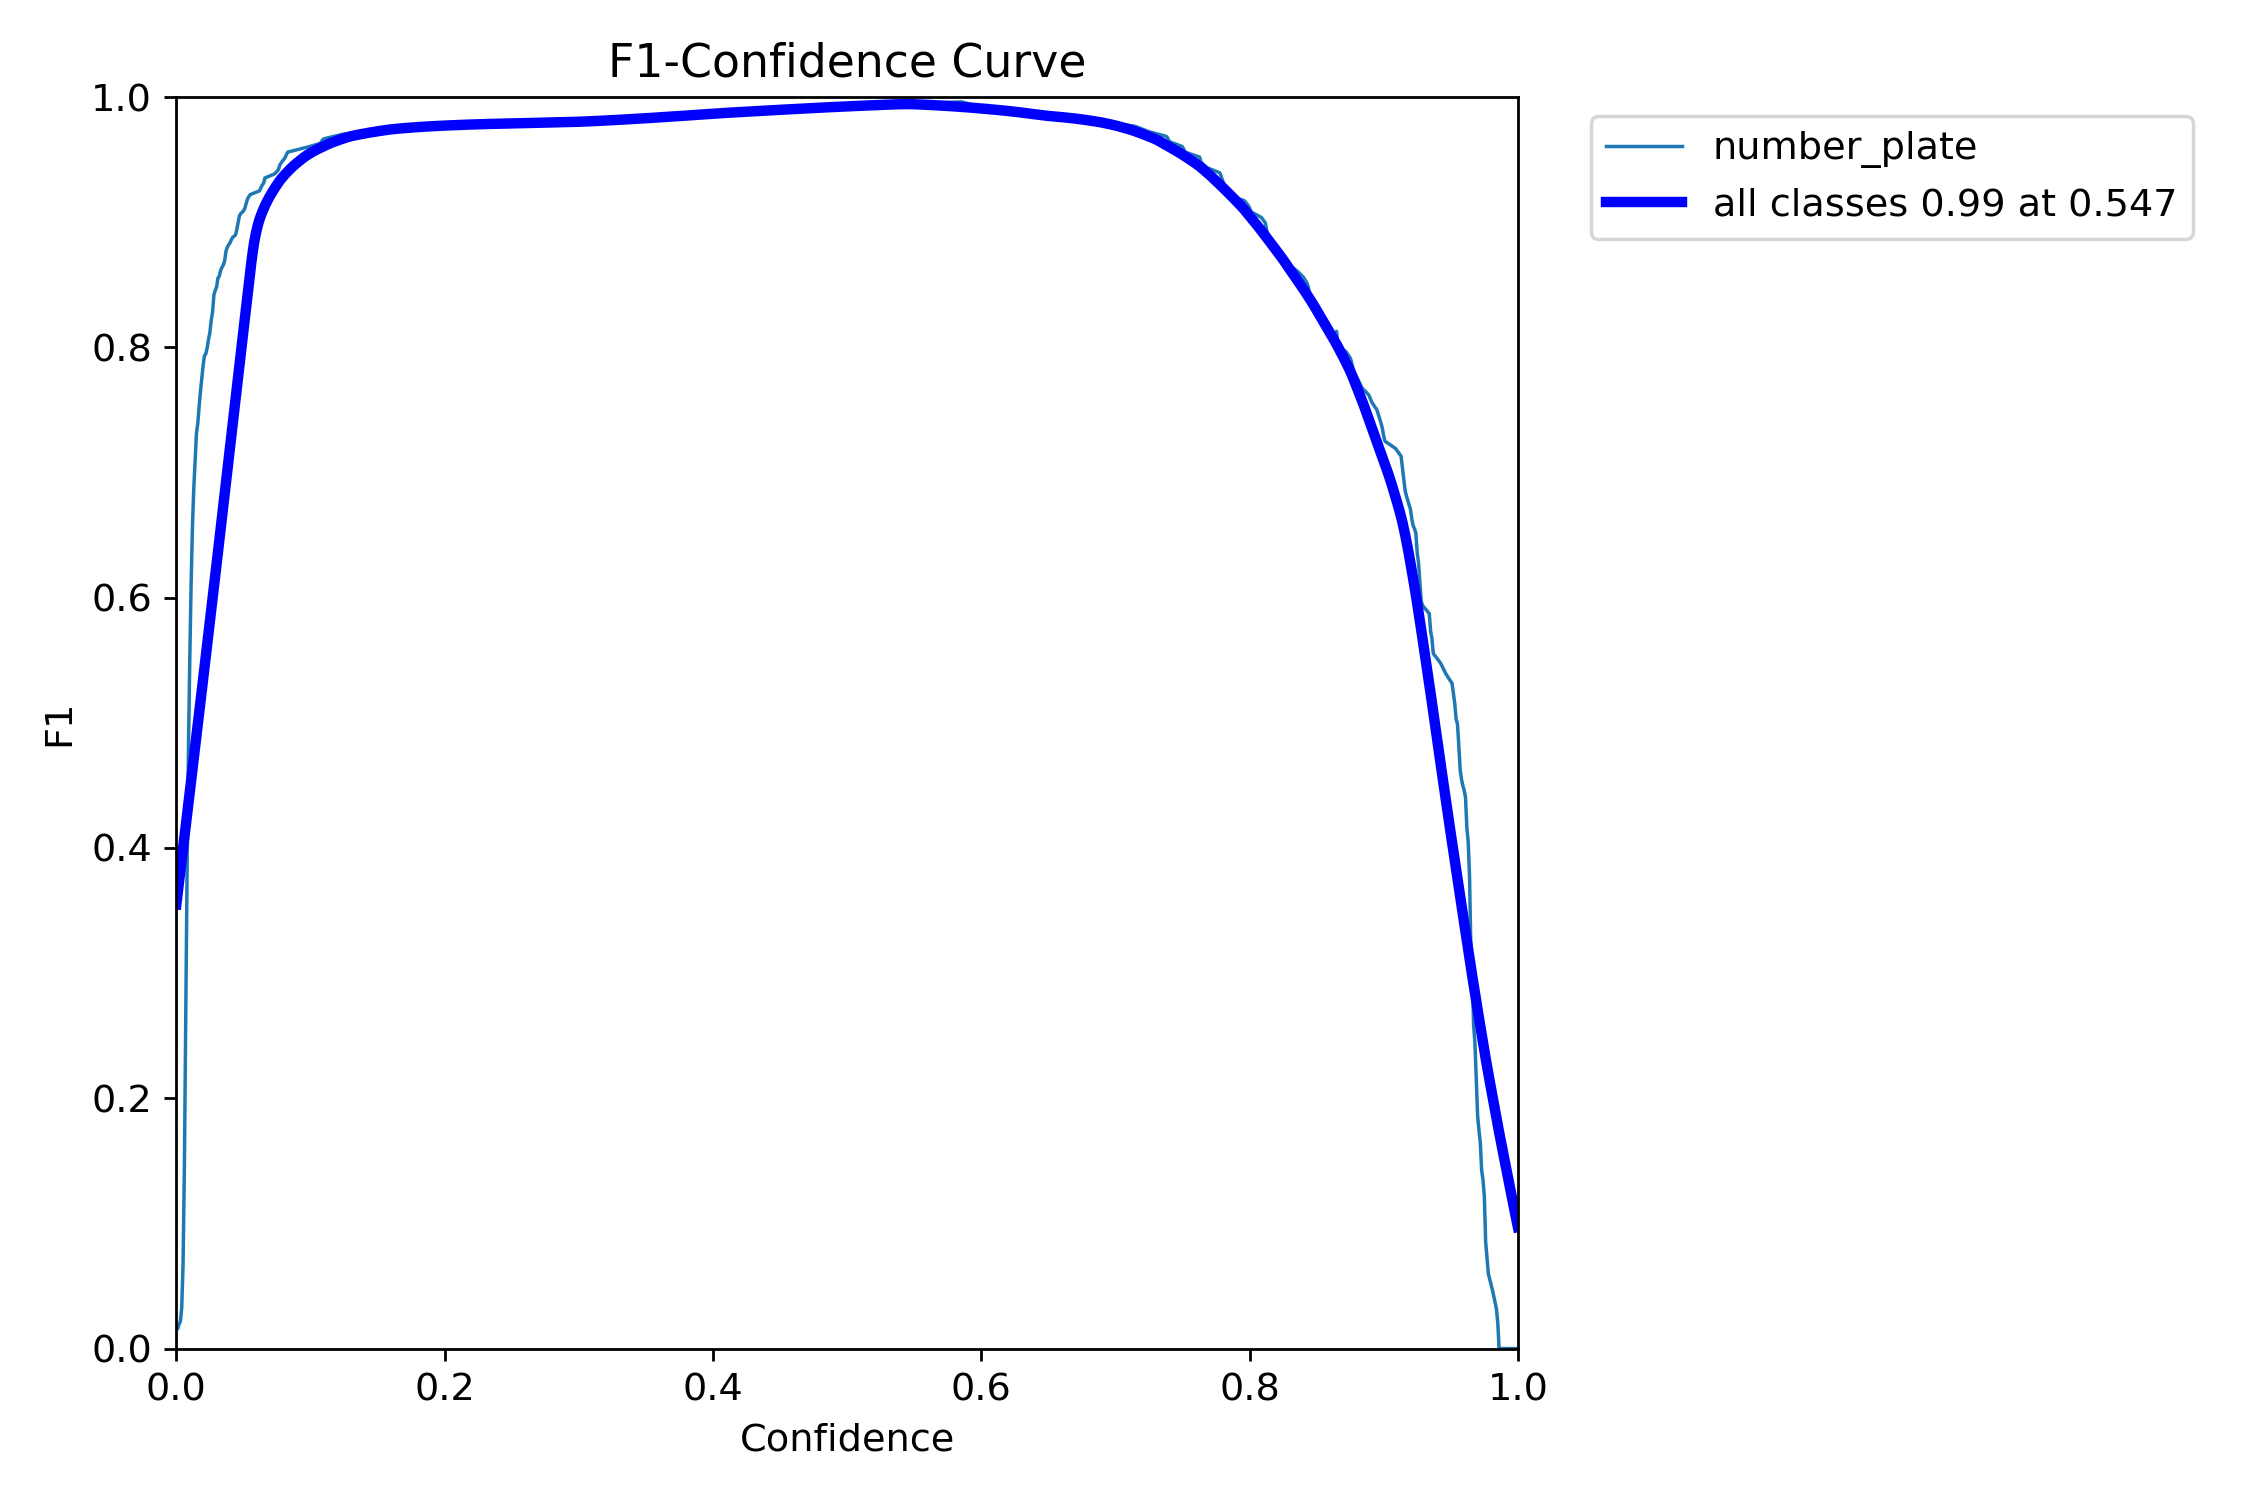 F1-Confidence Curve
1.0
0.8
0.6
0.4
0.2
0.0
F1
0.0 0.2 0.4 0.6 0.8 1.0
Confidence
number_plate
all classes 0.99 at 0.547